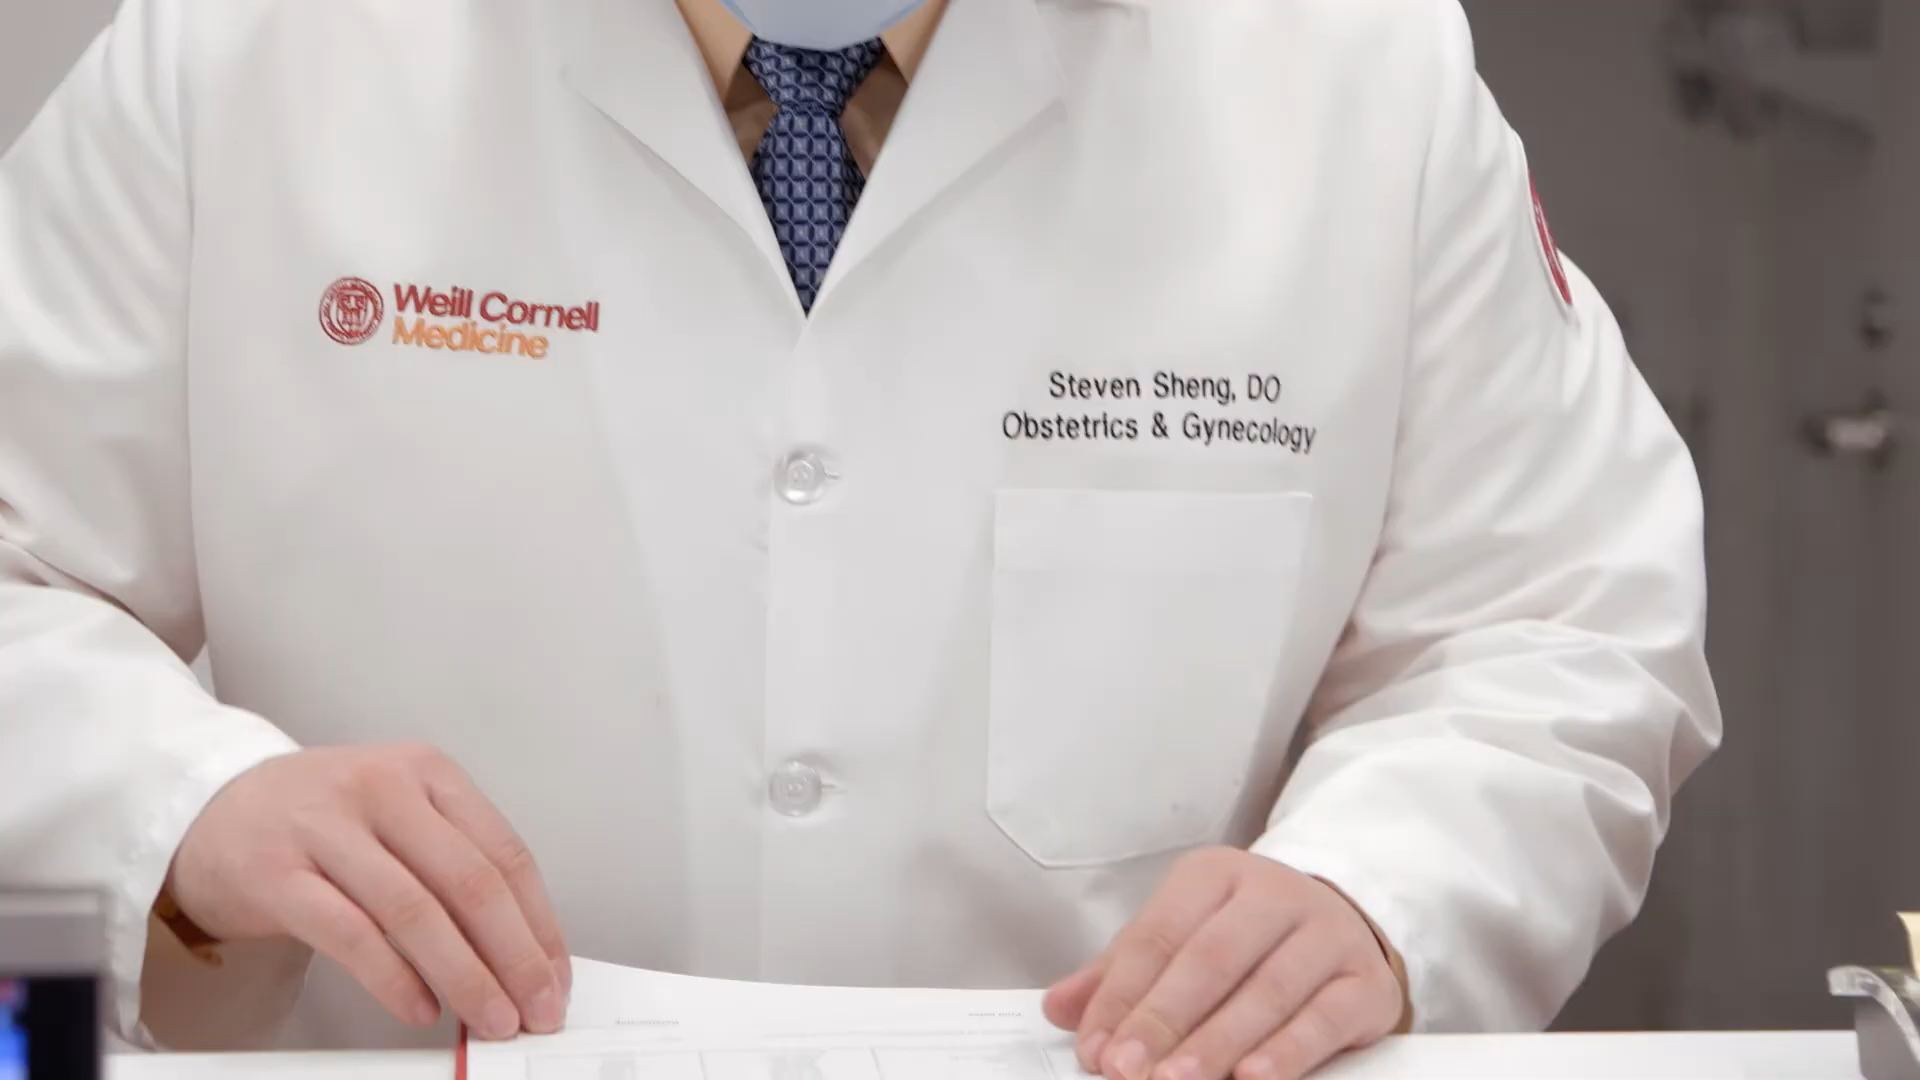 Weill Cornell
Medicine
Steven Sheng, DO
Obstetrics & Gynecology